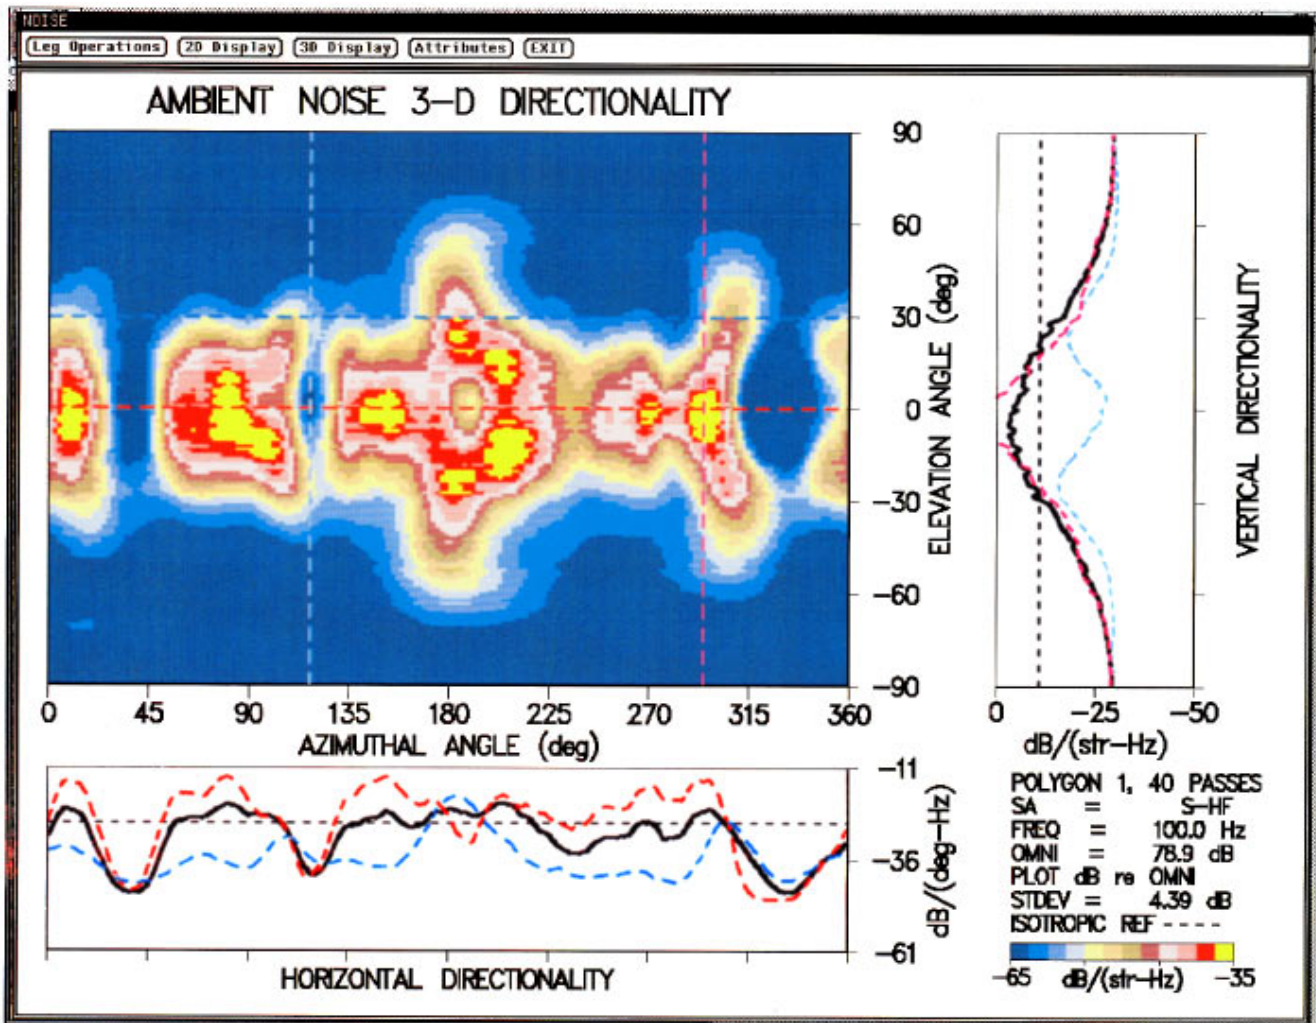 NOISE
Leg Operations 2D Display 3D Display Attributes EXIT
AMBIENT NOISE 3-D DIRECTIONALITY
90
60
30
0
-30
-60
-90
ELEVATION ANGLE (deg)
VERTICAL DIRECTIONALITY
0 45 90 135 180 225 270 315 360
AZIMUTHAL ANGLE (deg)
0 -25 -50
dB/(str-Hz)
-11
-36
-61
dB/(deg-Hz)
HORIZONTAL DIRECTIONALITY
POLYGON 1, 40 PASSES
SA = S-HF
FREQ = 100.0 Hz
OMNI = 78.9 dB
PLOT dB re OMNI
STDEV = 4.39 dB
ISOTROPIC REF ----
-65 dB/(str-Hz) -35